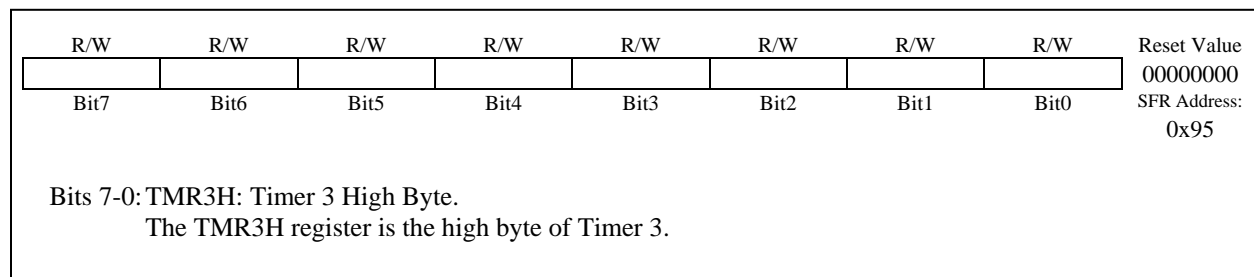 R/W R/W R/W R/W R/W R/W R/W R/W Reset Value
00000000
Bit7 Bit6 Bit5 Bit4 Bit3 Bit2 Bit1 Bit0 SFR Address:
0x95
Bits 7-0: TMR3H: Timer 3 High Byte.
The TMR3H register is the high byte of Timer 3.